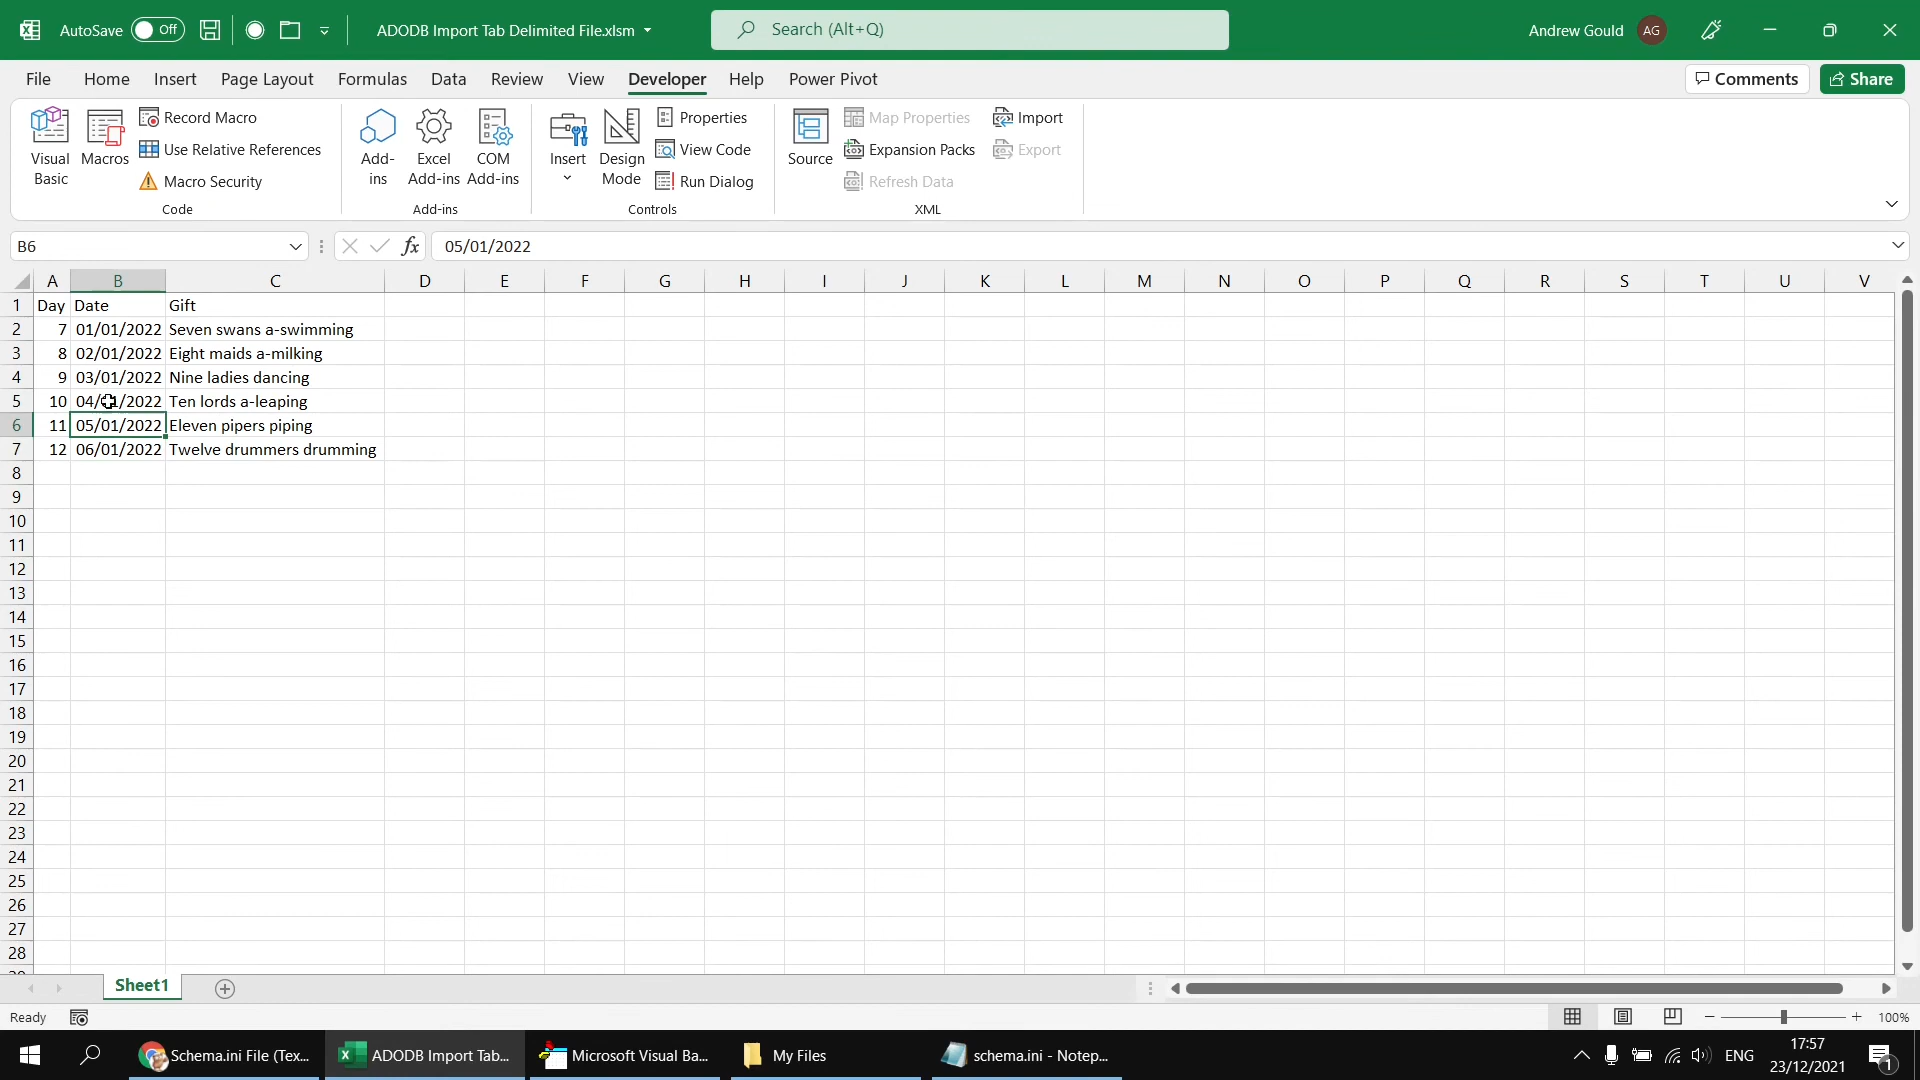 AutoSave Off ADODB Import Tab Delimited File.xlsm Search (Alt+Q) Andrew Gould AG
File Home Insert Page Layout Formulas Data Review View Developer Help Power Pivot Comments Share
Visual Basic
Macros
Record Macro
Use Relative References
Macro Security
Code
Add-ins
Excel Add-ins
COM Add-ins
Add-ins
Insert
Design Mode
Properties
View Code
Run Dialog
Controls
Source
Map Properties
Expansion Packs
Refresh Data
Import
Export
XML
B6 fx 05/01/2022
A B C D E F G H I J K L M N O P Q R S T U V
1 Day Date Gift
2 7 01/01/2022 Seven swans a-swimming
3 8 02/01/2022 Eight maids a-milking
4 9 03/01/2022 Nine ladies dancing
5 10 04/01/2022 Ten lords a-leaping
6 11 05/01/2022 Eleven pipers piping
7 12 06/01/2022 Twelve drummers drumming
8
9
10
11
12
13
14
15
16
17
18
19
20
21
22
23
24
25
26
27
28
Sheet1
Ready 100%
Schema.ini File (Tex... ADODB Import Tab... Microsoft Visual Ba... My Files schema.ini - Notep... ENG 17:57
23/12/2021 1